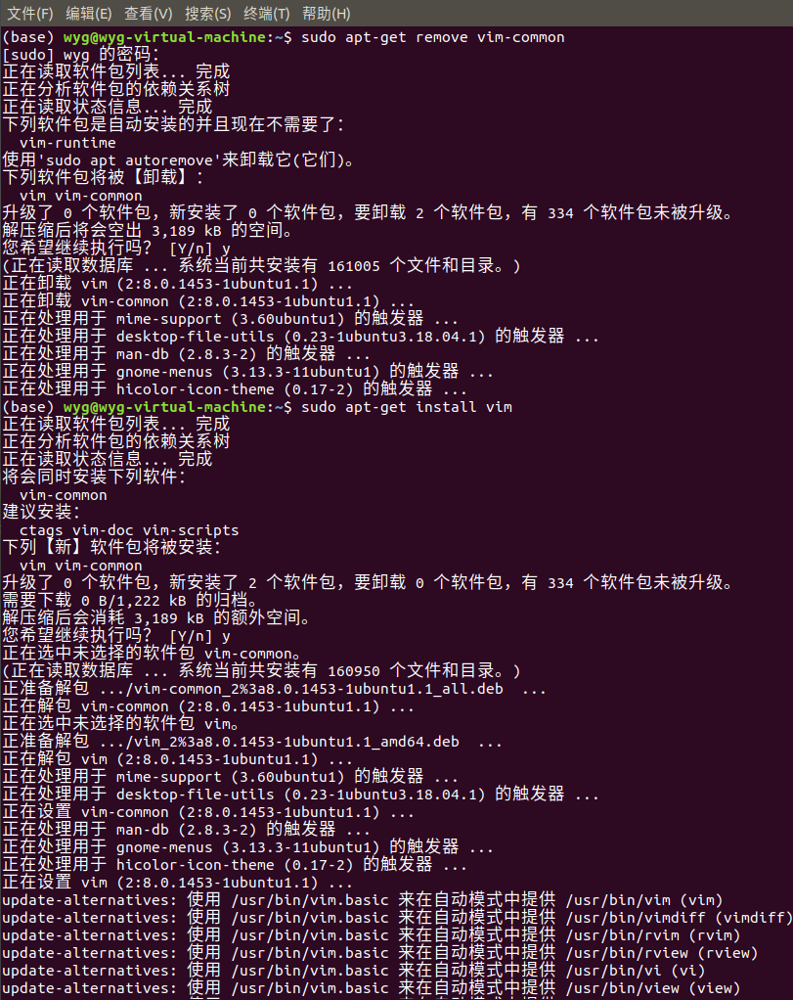 文件(F) 编辑(E) 查看(V) 搜索(S) 终端(T) 帮助(H)
(base) wyg@wyg-virtual-machine:~$ sudo apt-get remove vim-common
[sudo] wyg 的密码:
正在读取软件包列表... 完成
正在分析软件包的依赖关系树
正在读取状态信息... 完成
下列软件包是自动安装的并且现在不需要了:
  vim-runtime
使用'sudo apt autoremove'来卸载它(它们)。
下列软件包将被【卸载】:
  vim vim-common
升级了 0 个软件包,新安装了 0 个软件包,要卸载 2 个软件包,有 334 个软件包未被升级。
解压缩后将会空出 3,189 kB 的空间。
您希望继续执行吗? [Y/n] y
(正在读取数据库 ... 系统当前共安装有 161005 个文件和目录。)
正在卸载 vim (2:8.0.1453-1ubuntu1.1) ...
正在卸载 vim-common (2:8.0.1453-1ubuntu1.1) ...
正在处理用于 mime-support (3.60ubuntu1) 的触发器 ...
正在处理用于 desktop-file-utils (0.23-1ubuntu3.18.04.1) 的触发器 ...
正在处理用于 man-db (2.8.3-2) 的触发器 ...
正在处理用于 gnome-menus (3.13.3-11ubuntu1) 的触发器 ...
正在处理用于 hicolor-icon-theme (0.17-2) 的触发器 ...
(base) wyg@wyg-virtual-machine:~$ sudo apt-get install vim
正在读取软件包列表... 完成
正在分析软件包的依赖关系树
正在读取状态信息... 完成
将会同时安装下列软件:
  vim-common
建议安装:
  ctags vim-doc vim-scripts
下列【新】软件包将被安装:
  vim vim-common
升级了 0 个软件包,新安装了 2 个软件包,要卸载 0 个软件包,有 334 个软件包未被升级。
需要下载 0 B/1,222 kB 的归档。
解压缩后会消耗 3,189 kB 的额外空间。
您希望继续执行吗? [Y/n] y
正在选中未选择的软件包 vim-common。
(正在读取数据库 ... 系统当前共安装有 160950 个文件和目录。)
正准备解包 .../vim-common_2%3a8.0.1453-1ubuntu1.1_all.deb  ...
正在解包 vim-common (2:8.0.1453-1ubuntu1.1) ...
正在选中未选择的软件包 vim。
正准备解包 .../vim_2%3a8.0.1453-1ubuntu1.1_amd64.deb  ...
正在解包 vim (2:8.0.1453-1ubuntu1.1) ...
正在处理用于 mime-support (3.60ubuntu1) 的触发器 ...
正在处理用于 desktop-file-utils (0.23-1ubuntu3.18.04.1) 的触发器 ...
正在设置 vim-common (2:8.0.1453-1ubuntu1.1) ...
正在处理用于 man-db (2.8.3-2) 的触发器 ...
正在处理用于 gnome-menus (3.13.3-11ubuntu1) 的触发器 ...
正在处理用于 hicolor-icon-theme (0.17-2) 的触发器 ...
正在设置 vim (2:8.0.1453-1ubuntu1.1) ...
update-alternatives: 使用 /usr/bin/vim.basic 来在自动模式中提供 /usr/bin/vim (vim)
update-alternatives: 使用 /usr/bin/vim.basic 来在自动模式中提供 /usr/bin/vimdiff (vimdiff)
update-alternatives: 使用 /usr/bin/vim.basic 来在自动模式中提供 /usr/bin/rvim (rvim)
update-alternatives: 使用 /usr/bin/vim.basic 来在自动模式中提供 /usr/bin/rview (rview)
update-alternatives: 使用 /usr/bin/vim.basic 来在自动模式中提供 /usr/bin/vi (vi)
update-alternatives: 使用 /usr/bin/vim.basic 来在自动模式中提供 /usr/bin/view (view)